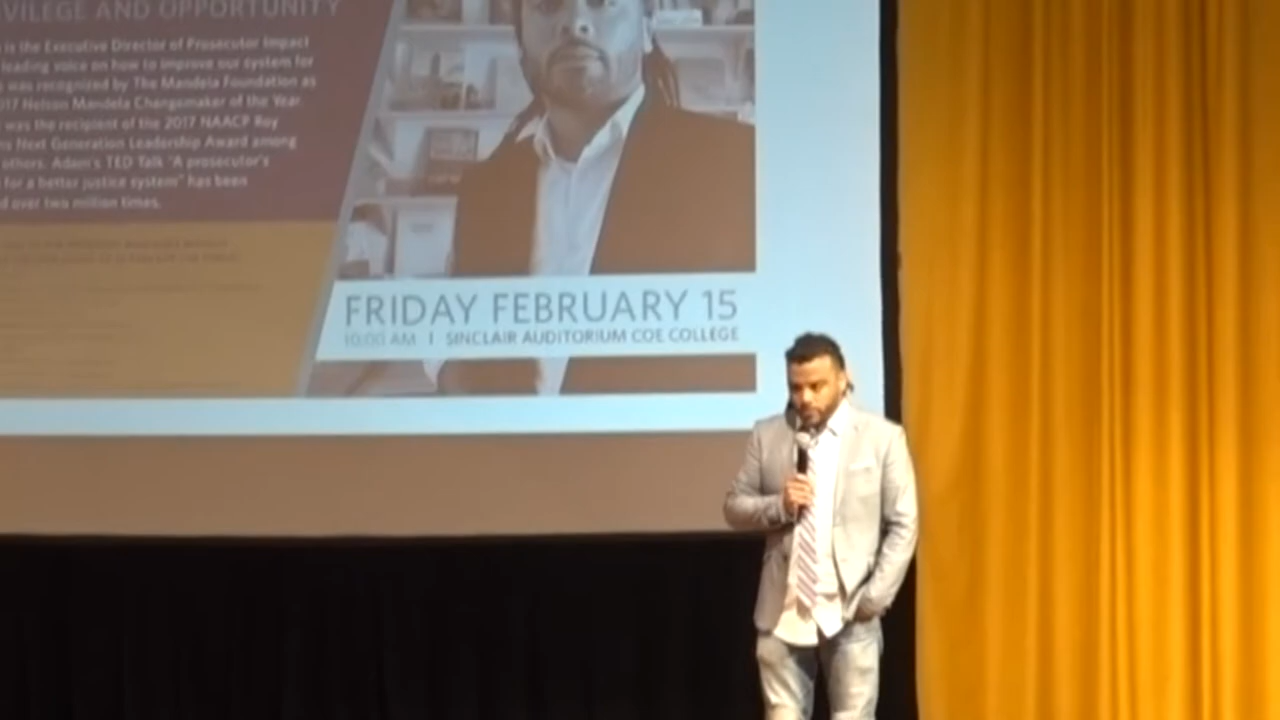 VILEGE AND OPPORTUNITY
is the Executive Director of Prosecutor Impact
leading voice on how to improve our system for
was recognized by The Mandela Foundation as
017 Nelson Mandela Changemaker of the Year.
was the recipient of the 2017 NAACP Roy
ns Next Generation Leadership Award among
others. Adam's TED Talk "A prosecutor's
for a better justice system" has been
d over two million times.
FRIDAY FEBRUARY 15
10:00 AM | SINCLAIR AUDITORIUM COE COLLEGE